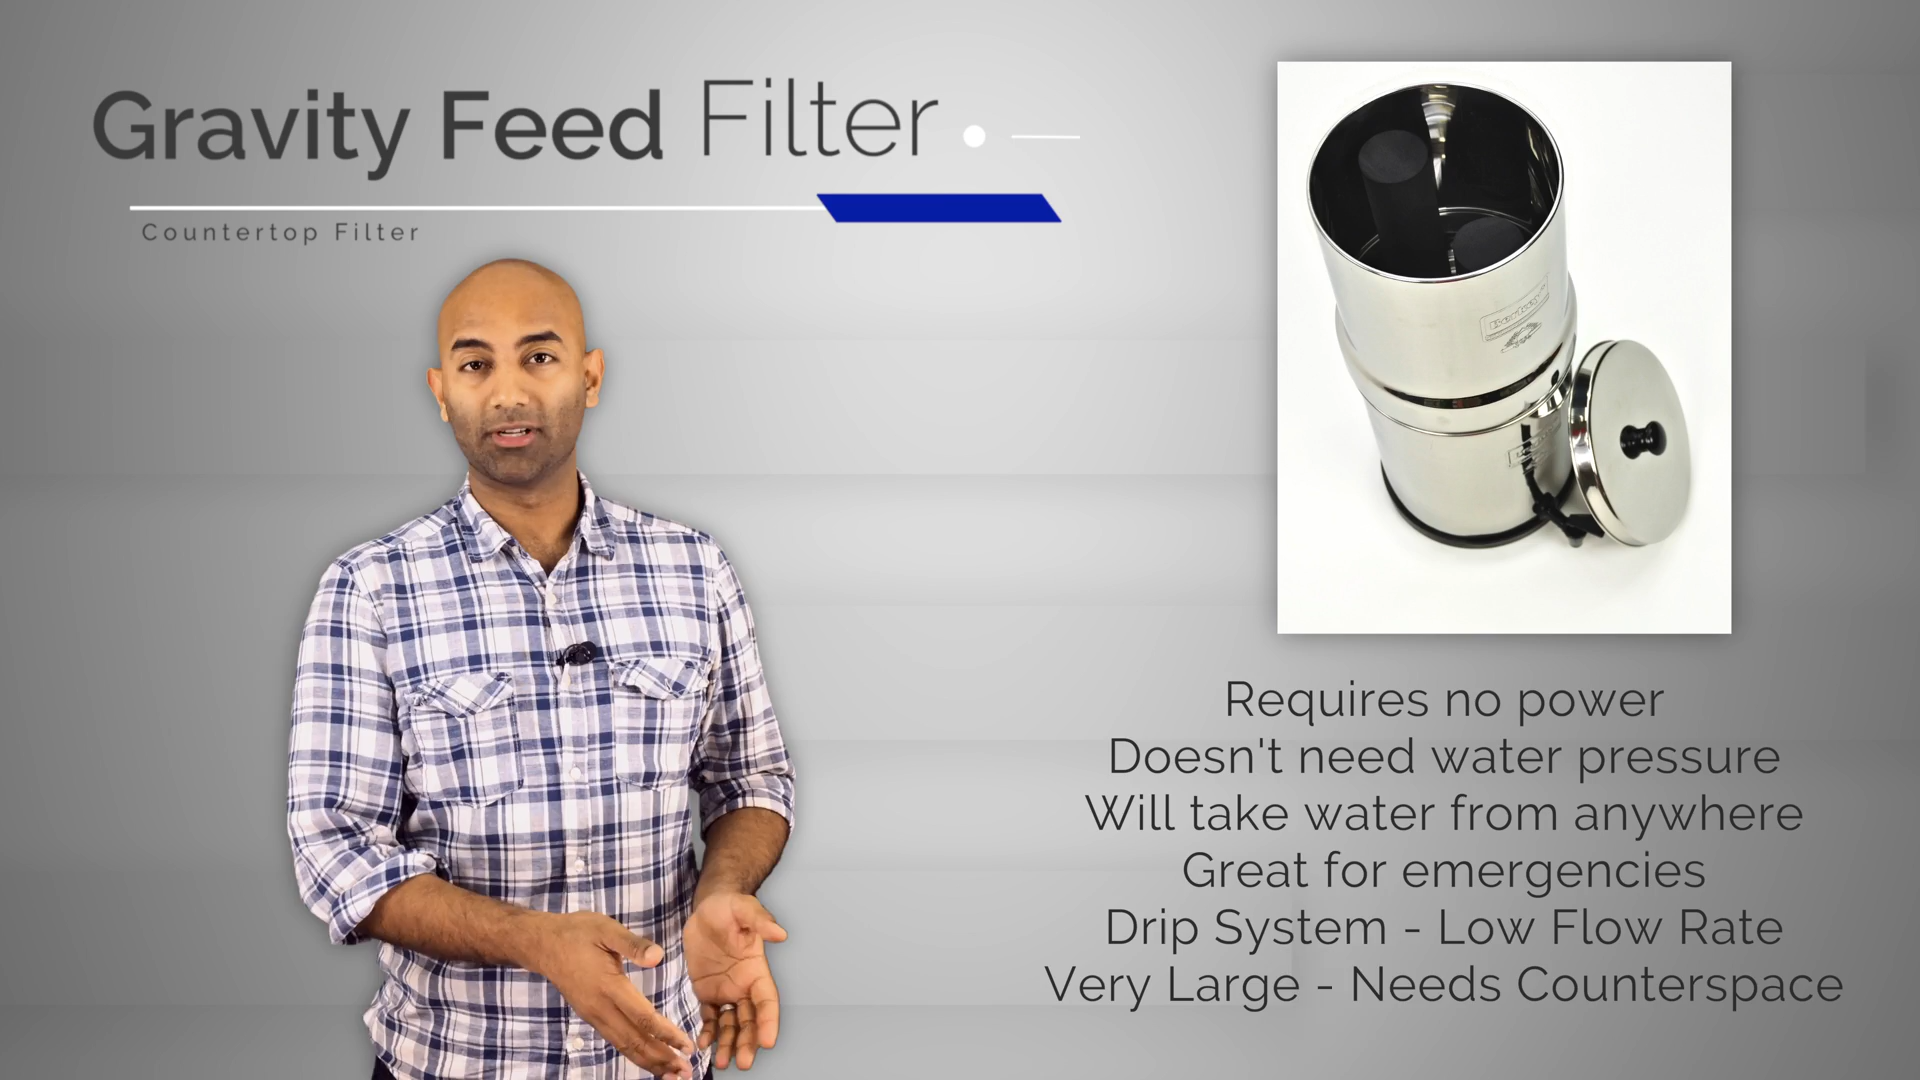 Gravity Feed Filter
Countertop Filter
Berkey
Requires no power
Doesn't need water pressure
Will take water from anywhere
Great for emergencies
Drip System - Low Flow Rate
Very Large - Needs Counterspace